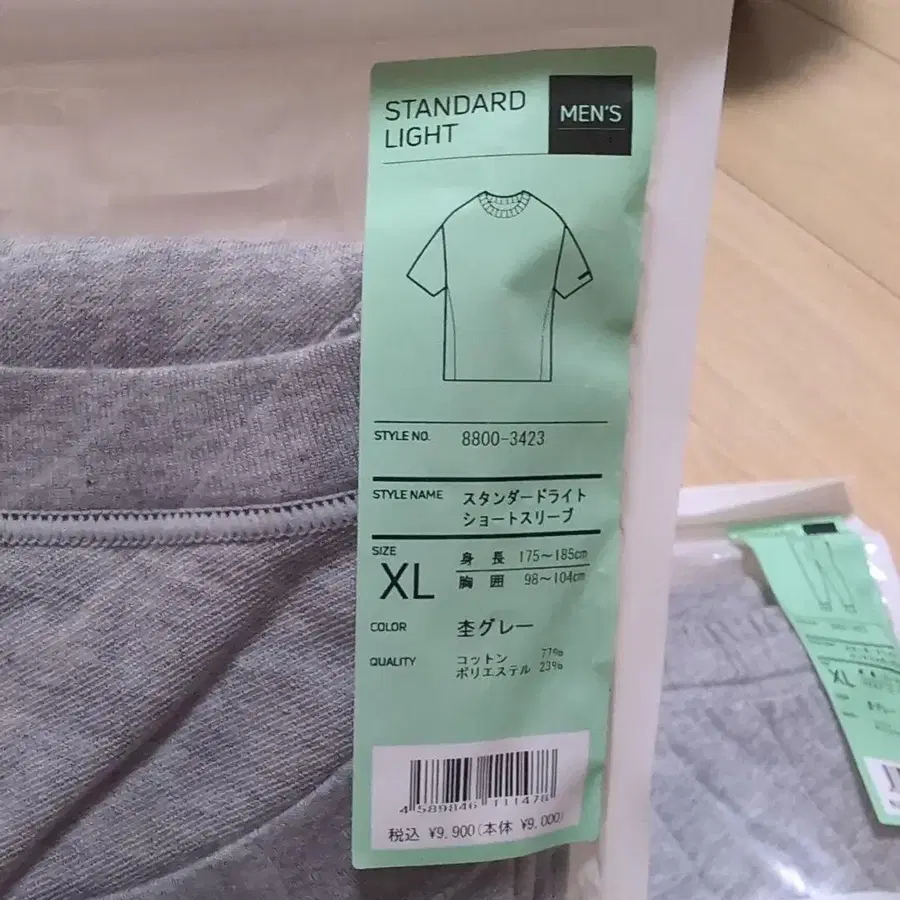 STANDARD
LIGHT
MEN'S
STYLE NO. 8800-3423
STYLE NAME スタンダードライト
ショートスリーブ
SIZE
XL
身 長 175～185cm
胸 囲 98～104cm
COLOR 杢グレー
QUALITY コットン 77%
ポリエステル 23%
4 589846 111478
税込 ¥9,900(本体 ¥9,000)
XL